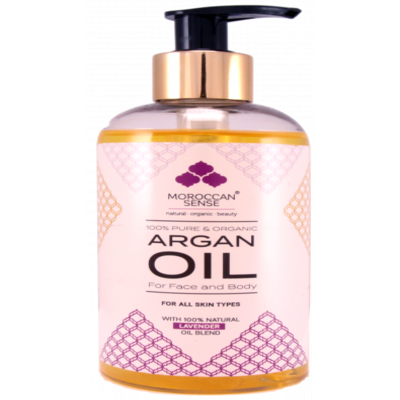 MOROCCAN®
SENSE
natural organic beauty
100% PURE & ORGANIC
ARGAN
OIL
For Face and Body
FOR ALL SKIN TYPES
WITH 100% NATURAL
LAVENDER
OIL BLEND